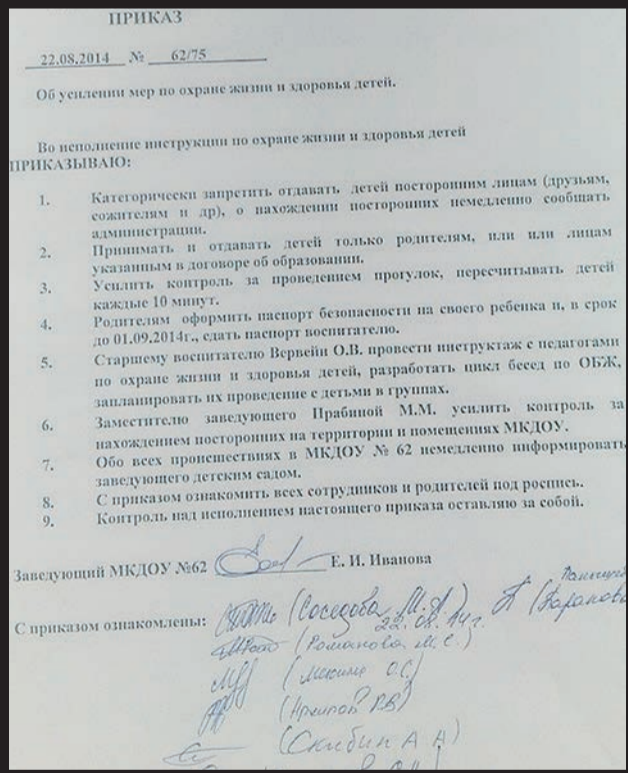 ПРИКАЗ
22.08.2014 № 62/75
Об усилении мер по охране жизни и здоровья детей.
Во исполнение инструкции по охране жизни и здоровья детей
ПРИКАЗЫВАЮ:
1. Категорически запретить отдавать детей посторонним лицам (друзьям,
сожителям и др), о нахождении посторонних немедленно сообщать
администрации.
2. Принимать и отдавать детей только родителям, или или лицам
указанным в договоре об образовании.
3. Усилить контроль за проведением прогулок, пересчитывать детей
каждые 10 минут.
4. Родителям оформить паспорт безопасности на своего ребенка и, в срок
до 01.09.2014г., сдать паспорт воспитателю.
5. Старшему воспитателю Вервейн О.В. провести инструктаж с педагогами
по охране жизни и здоровья детей, разработать цикл бесед по ОБЖ,
запланировать их проведение с детьми в группах.
6. Заместителю заведующего Прабиной М.М. усилить контроль за
нахождением посторонних на территории и помещениях МКДОУ.
7. Обо всех происшествиях в МКДОУ № 62 немедленно информировать
заведующего детским садом.
8. С приказом ознакомить всех сотрудников и родителей под роспись.
9. Контроль над исполнением настоящего приказа оставляю за собой.
Заведующий МКДОУ №62 Е. И. Иванова
С приказом ознакомлены: (Соседова М.А.)
22.08.14г.
(Романова М.С.)
О.С.)
(Скибин А А)